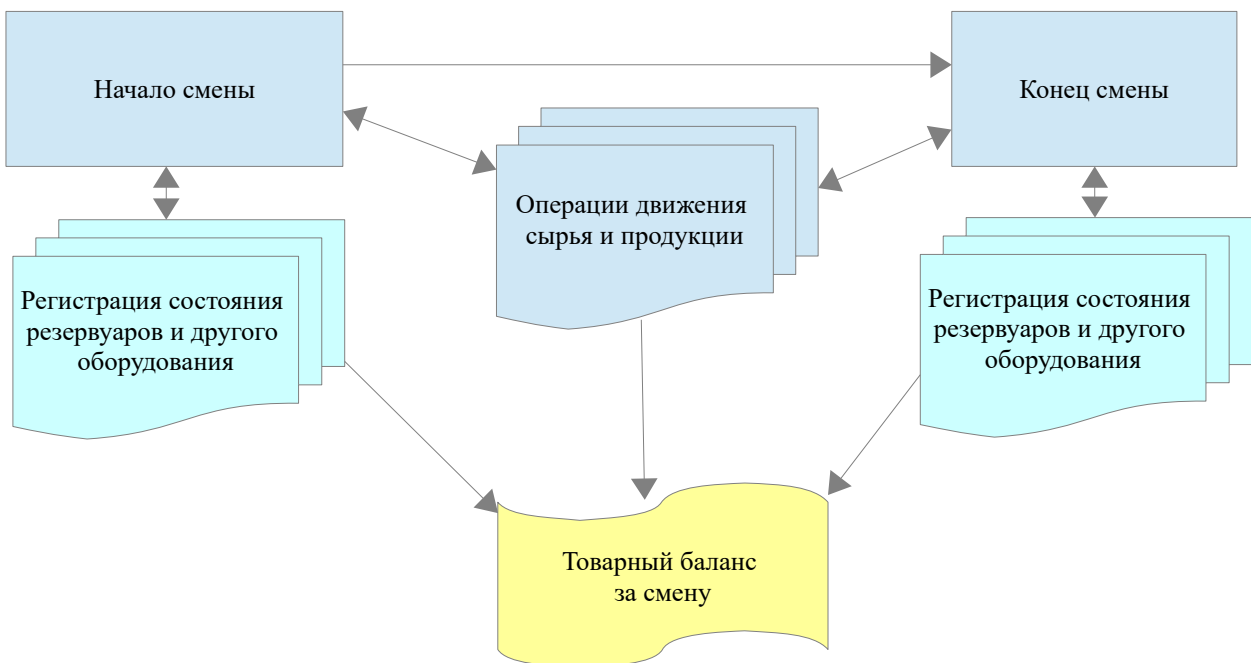 Начало смены
Конец смены
Операции движения
сырья и продукции
Регистрация состояния
резервуаров и другого
оборудования
Регистрация состояния
резервуаров и другого
оборудования
Товарный баланс
за смену